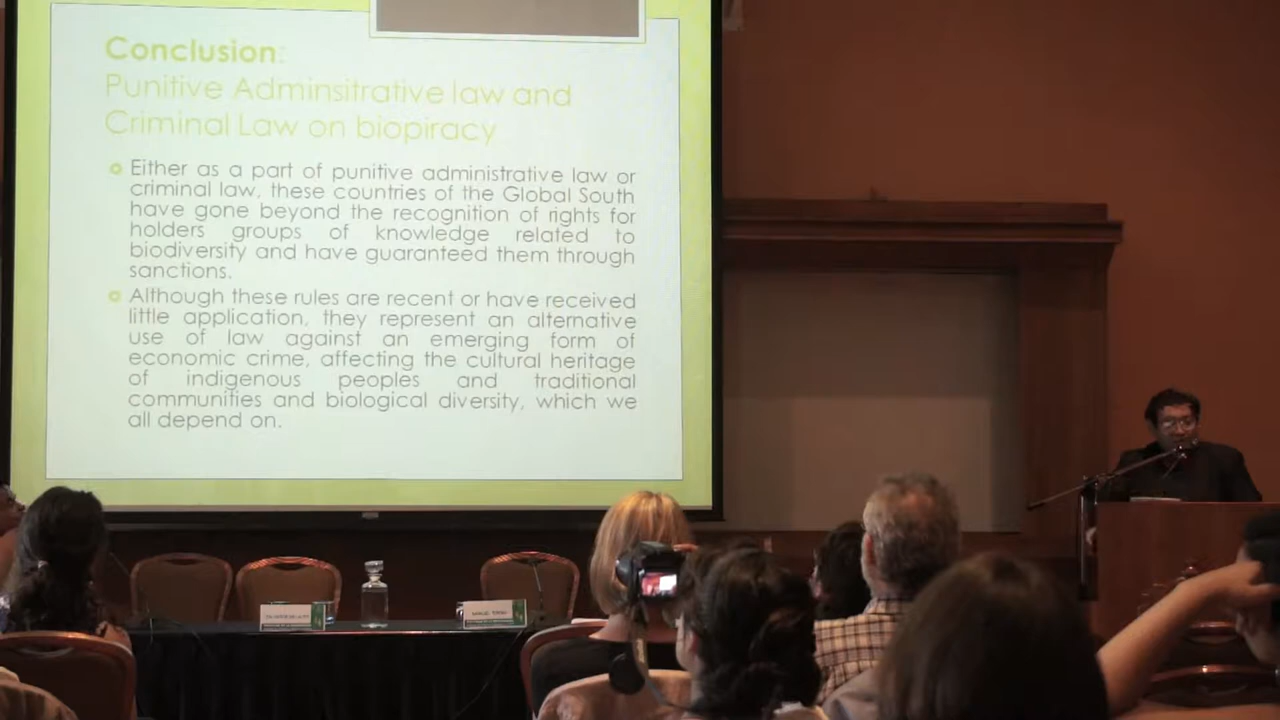 Conclusion:
Punitive Adminsitrative law and
Criminal Law on biopiracy
Either as a part of punitive administrative law or
criminal law, these countries of the Global South
have gone beyond the recognition of rights for
holders groups of knowledge related to
biodiversity and have guaranteed them through
sanctions.
Although these rules are recent or have received
little application, they represent an alternative
use of law against an emerging form of
economic crime, affecting the cultural heritage
of indigenous peoples and traditional
communities and biological diversity, which we
all depend on.